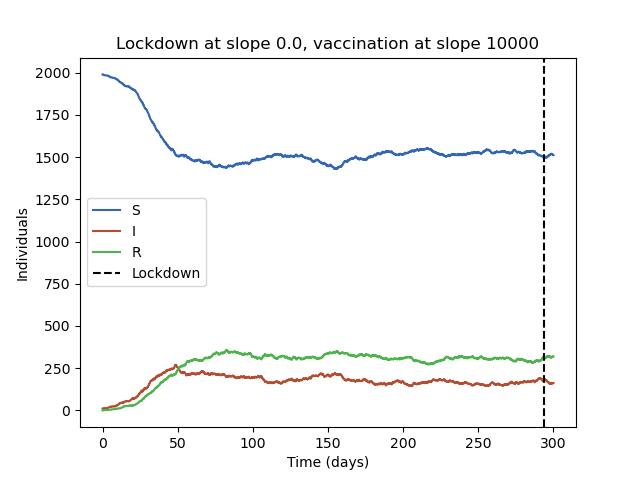 Lockdown at slope 0.0, vaccination at slope 10000
2000
1750
1500
1250
1000
750
500
250
0
Individuals
S
I
R
Lockdown
0 50 100 150 200 250 300
Time (days)